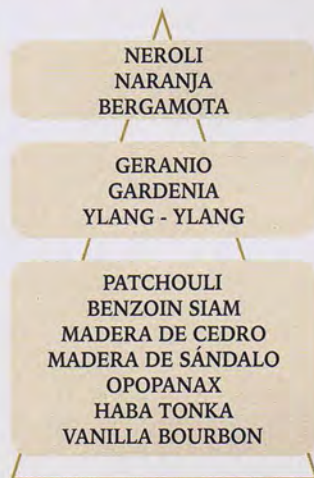 NEROLI
NARANJA
BERGAMOTA
GERANIO
GARDENIA
YLANG - YLANG
PATCHOULI
BENZOIN SIAM
MADERA DE CEDRO
MADERA DE SÁNDALO
OPOPANAX
HABA TONKA
VANILLA BOURBON